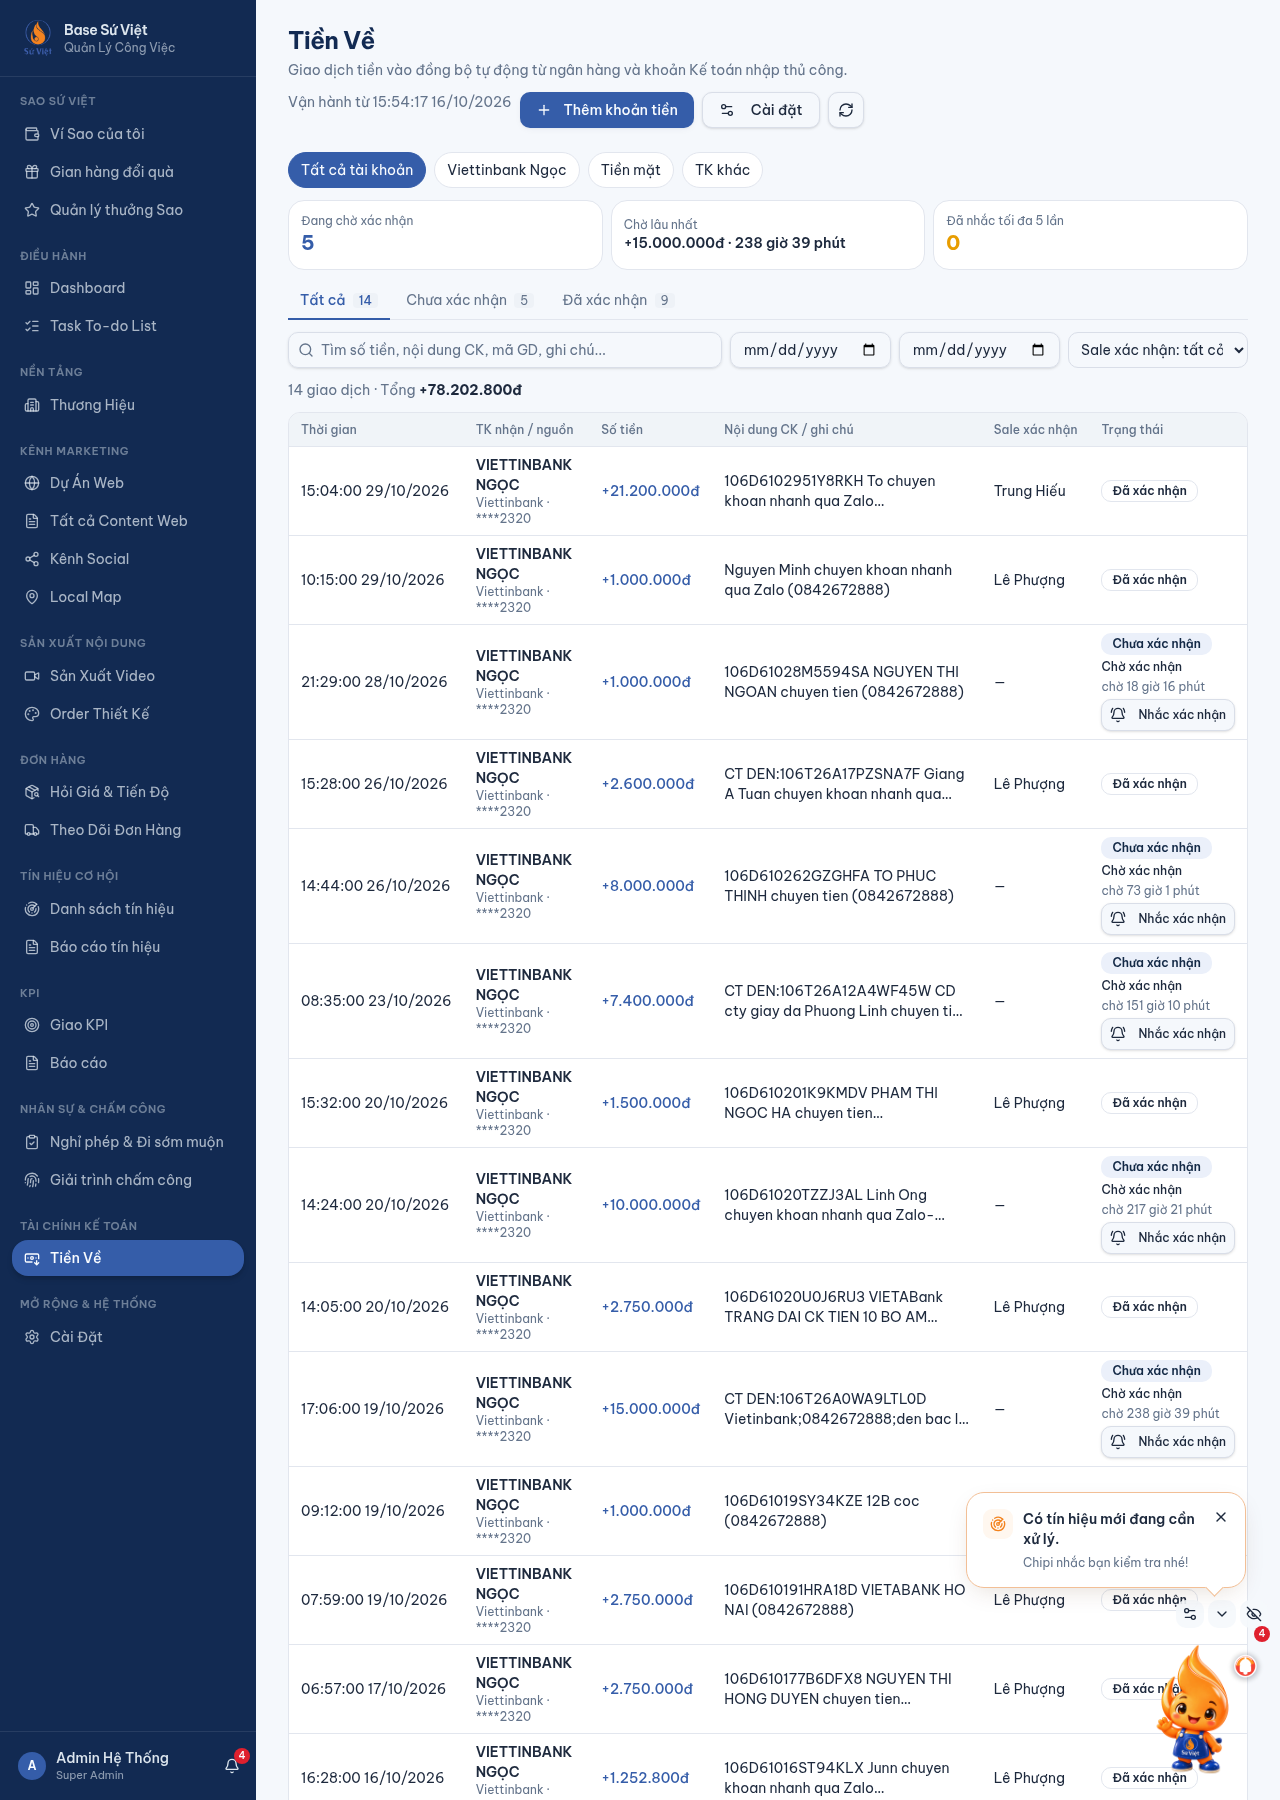 Base Sứ Việt
Quản Lý Công Việc
SAO SỨ VIỆT
Ví Sao của tôi
Gian hàng đổi quà
Quản lý thưởng Sao
ĐIỀU HÀNH
Dashboard
Task To-do List
NỀN TẢNG
Thương Hiệu
KÊNH MARKETING
Dự Án Web
Tất cả Content Web
Kênh Social
Local Map
SẢN XUẤT NỘI DUNG
Sản Xuất Video
Order Thiết Kế
ĐƠN HÀNG
Hỏi Giá & Tiến Độ
Theo Dõi Đơn Hàng
TÍN HIỆU CƠ HỘI
Danh sách tín hiệu
Báo cáo tín hiệu
KPI
Giao KPI
Báo cáo
NHÂN SỰ & CHẤM CÔNG
Nghỉ phép & Đi sớm muộn
Giải trình chấm công
TÀI CHÍNH KẾ TOÁN
Tiền Về
MỞ RỘNG & HỆ THỐNG
Cài Đặt
A
Admin Hệ Thống
Super Admin
4
Tiền Về
Giao dịch tiền vào đồng bộ tự động từ ngân hàng và khoản Kế toán nhập thủ công.
Vận hành từ 15:54:17 16/10/2026
Thêm khoản tiền
Cài đặt
Tất cả tài khoản
Viettinbank Ngọc
Tiền mặt
TK khác
Đang chờ xác nhận
5
Chờ lâu nhất
+15.000.000đ · 238 giờ 39 phút
Đã nhắc tối đa 5 lần
0
Tất cả 14
Chưa xác nhận 5
Đã xác nhận 9
Tìm số tiền, nội dung CK, mã GD, ghi chú...
mm/dd/yyyy
mm/dd/yyyy
Sale xác nhận: tất cả
14 giao dịch · Tổng +78.202.800đ
Thời gian
TK nhận / nguồn
Số tiền
Nội dung CK / ghi chú
Sale xác nhận
Trạng thái
15:04:00 29/10/2026
VIETTINBANK
NGỌC
Viettinbank ·
****2320
+21.200.000đ
106D6102951Y8RKH To chuyen
khoan nhanh qua Zalo...
Trung Hiếu
Đã xác nhận
10:15:00 29/10/2026
VIETTINBANK
NGỌC
Viettinbank ·
****2320
+1.000.000đ
Nguyen Minh chuyen khoan nhanh
qua Zalo (0842672888)
Lê Phượng
Đã xác nhận
21:29:00 28/10/2026
VIETTINBANK
NGỌC
Viettinbank ·
****2320
+1.000.000đ
106D61028M5594SA NGUYEN THI
NGOAN chuyen tien (0842672888)
—
Chưa xác nhận
Chờ xác nhận
chờ 18 giờ 16 phút
Nhắc xác nhận
15:28:00 26/10/2026
VIETTINBANK
NGỌC
Viettinbank ·
****2320
+2.600.000đ
CT DEN:106T26A17PZSNA7F Giang
A Tuan chuyen khoan nhanh qua...
Lê Phượng
Đã xác nhận
14:44:00 26/10/2026
VIETTINBANK
NGỌC
Viettinbank ·
****2320
+8.000.000đ
106D610262GZGHFA TO PHUC
THINH chuyen tien (0842672888)
—
Chưa xác nhận
Chờ xác nhận
chờ 73 giờ 1 phút
Nhắc xác nhận
08:35:00 23/10/2026
VIETTINBANK
NGỌC
Viettinbank ·
****2320
+7.400.000đ
CT DEN:106T26A12A4WF45W CD
cty giay da Phuong Linh chuyen ti...
—
Chưa xác nhận
Chờ xác nhận
chờ 151 giờ 10 phút
Nhắc xác nhận
15:32:00 20/10/2026
VIETTINBANK
NGỌC
Viettinbank ·
****2320
+1.500.000đ
106D610201K9KMDV PHAM THI
NGOC HA chuyen tien...
Lê Phượng
Đã xác nhận
14:24:00 20/10/2026
VIETTINBANK
NGỌC
Viettinbank ·
****2320
+10.000.000đ
106D61020TZZJ3AL Linh Ong
chuyen khoan nhanh qua Zalo-...
—
Chưa xác nhận
Chờ xác nhận
chờ 217 giờ 21 phút
Nhắc xác nhận
14:05:00 20/10/2026
VIETTINBANK
NGỌC
Viettinbank ·
****2320
+2.750.000đ
106D61020U0J6RU3 VIETABank
TRANG DAI CK TIEN 10 BO AM...
Lê Phượng
Đã xác nhận
17:06:00 19/10/2026
VIETTINBANK
NGỌC
Viettinbank ·
****2320
+15.000.000đ
CT DEN:106T26A0WA9LTL0D
Vietinbank;0842672888;den bac l...
—
Chưa xác nhận
Chờ xác nhận
chờ 238 giờ 39 phút
Nhắc xác nhận
09:12:00 19/10/2026
VIETTINBANK
NGỌC
Viettinbank ·
****2320
+1.000.000đ
106D61019SY34KZE 12B coc
(0842672888)
07:59:00 19/10/2026
VIETTINBANK
NGỌC
Viettinbank ·
****2320
+2.750.000đ
106D610191HRA18D VIETABANK HO
NAI (0842672888)
Lê Phượng
Đã xác nhận
06:57:00 17/10/2026
VIETTINBANK
NGỌC
Viettinbank ·
****2320
+2.750.000đ
106D610177B6DFX8 NGUYEN THI
HONG DUYEN chuyen tien...
Lê Phượng
Đã xác nhận
16:28:00 16/10/2026
VIETTINBANK
NGỌC
Viettinbank ·
+1.252.800đ
106D61016ST94KLX Junn chuyen
khoan nhanh qua Zalo...
Lê Phượng
Đã xác nhận
Có tín hiệu mới đang cần
xử lý.
Chipi nhắc bạn kiểm tra nhé!
4
Sứ Việt